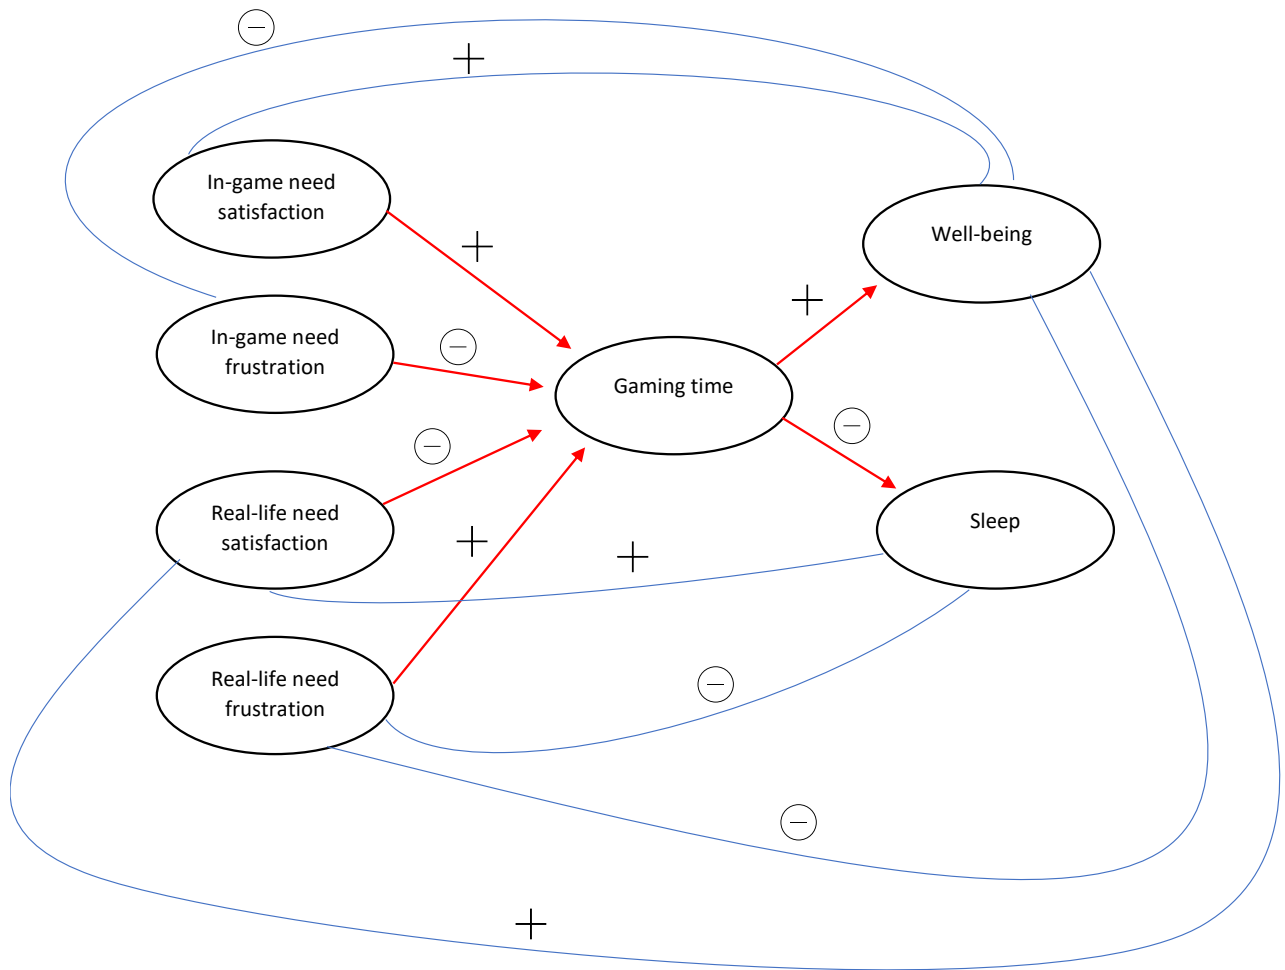 In-game need
satisfaction
Well-being
In-game need
frustration
Gaming time
Real-life need
satisfaction
Sleep
Real-life need
frustration